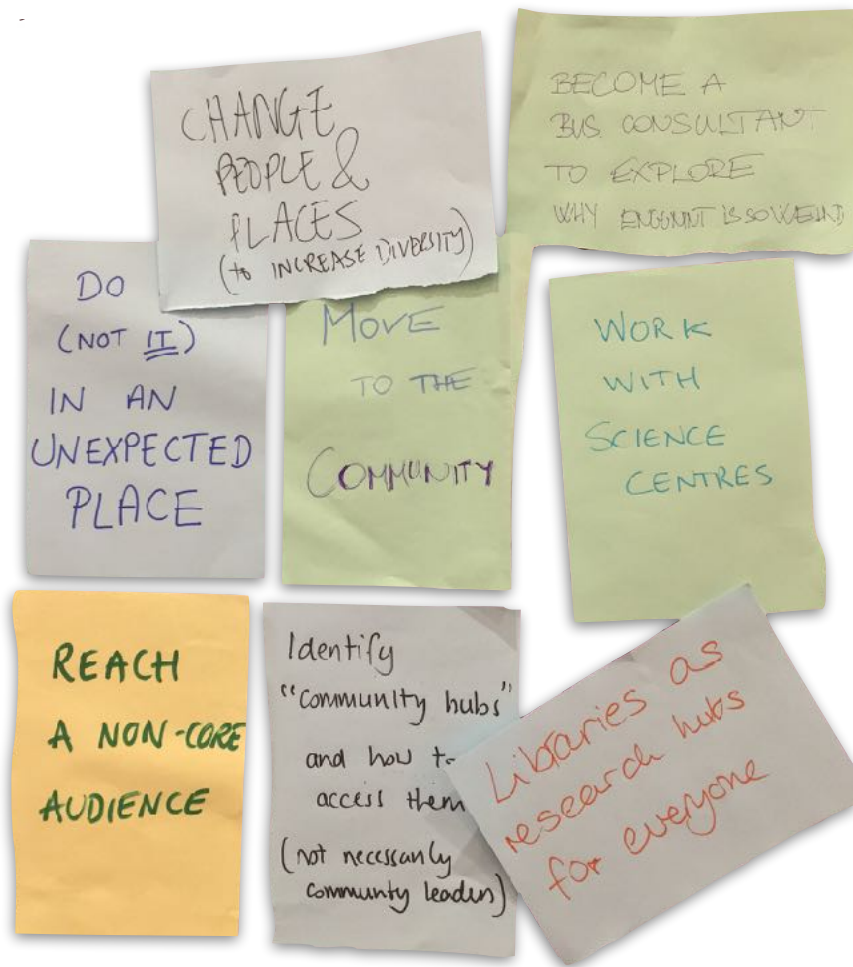 CHANGE
PEOPLE &
PLACES
(to INCREASE DIVERSITY)
BECOME A
BUS. CONSULTANT
TO EXPLORE
WHY IS SO
DO
(NOT IT)
IN AN
UNEXPECTED
PLACE
MOVE
TO THE
COMMUNITY
WORK
WITH
SCIENCE
CENTRES
REACH
A NON-CORE
AUDIENCE
Identify
"community hubs"
and how to
access them
(not necessarily
community leaders)
Libraries as
research hubs
for everyone